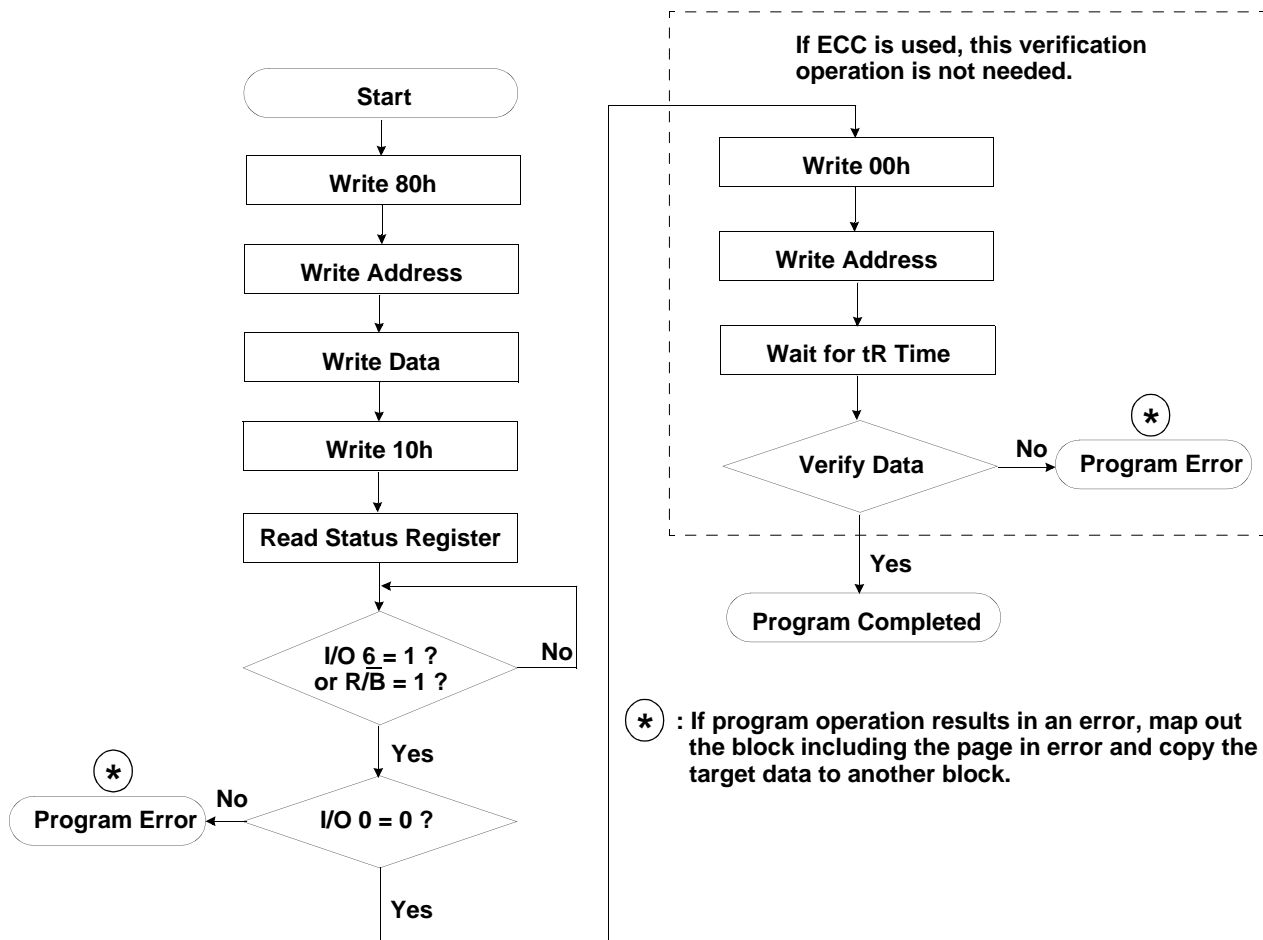 Start
Write 80h
Write Address
Write Data
Write 10h
Read Status Register
I/O 6 = 1 ?
or R/B̅ = 1 ?
No
Yes
*
No
Program Error
I/O 0 = 0 ?
Yes
If ECC is used, this verification
operation is not needed.
Write 00h
Write Address
Wait for tR Time
*
Verify Data
No
Program Error
Yes
Program Completed
* : If program operation results in an error, map out
the block including the page in error and copy the
target data to another block.